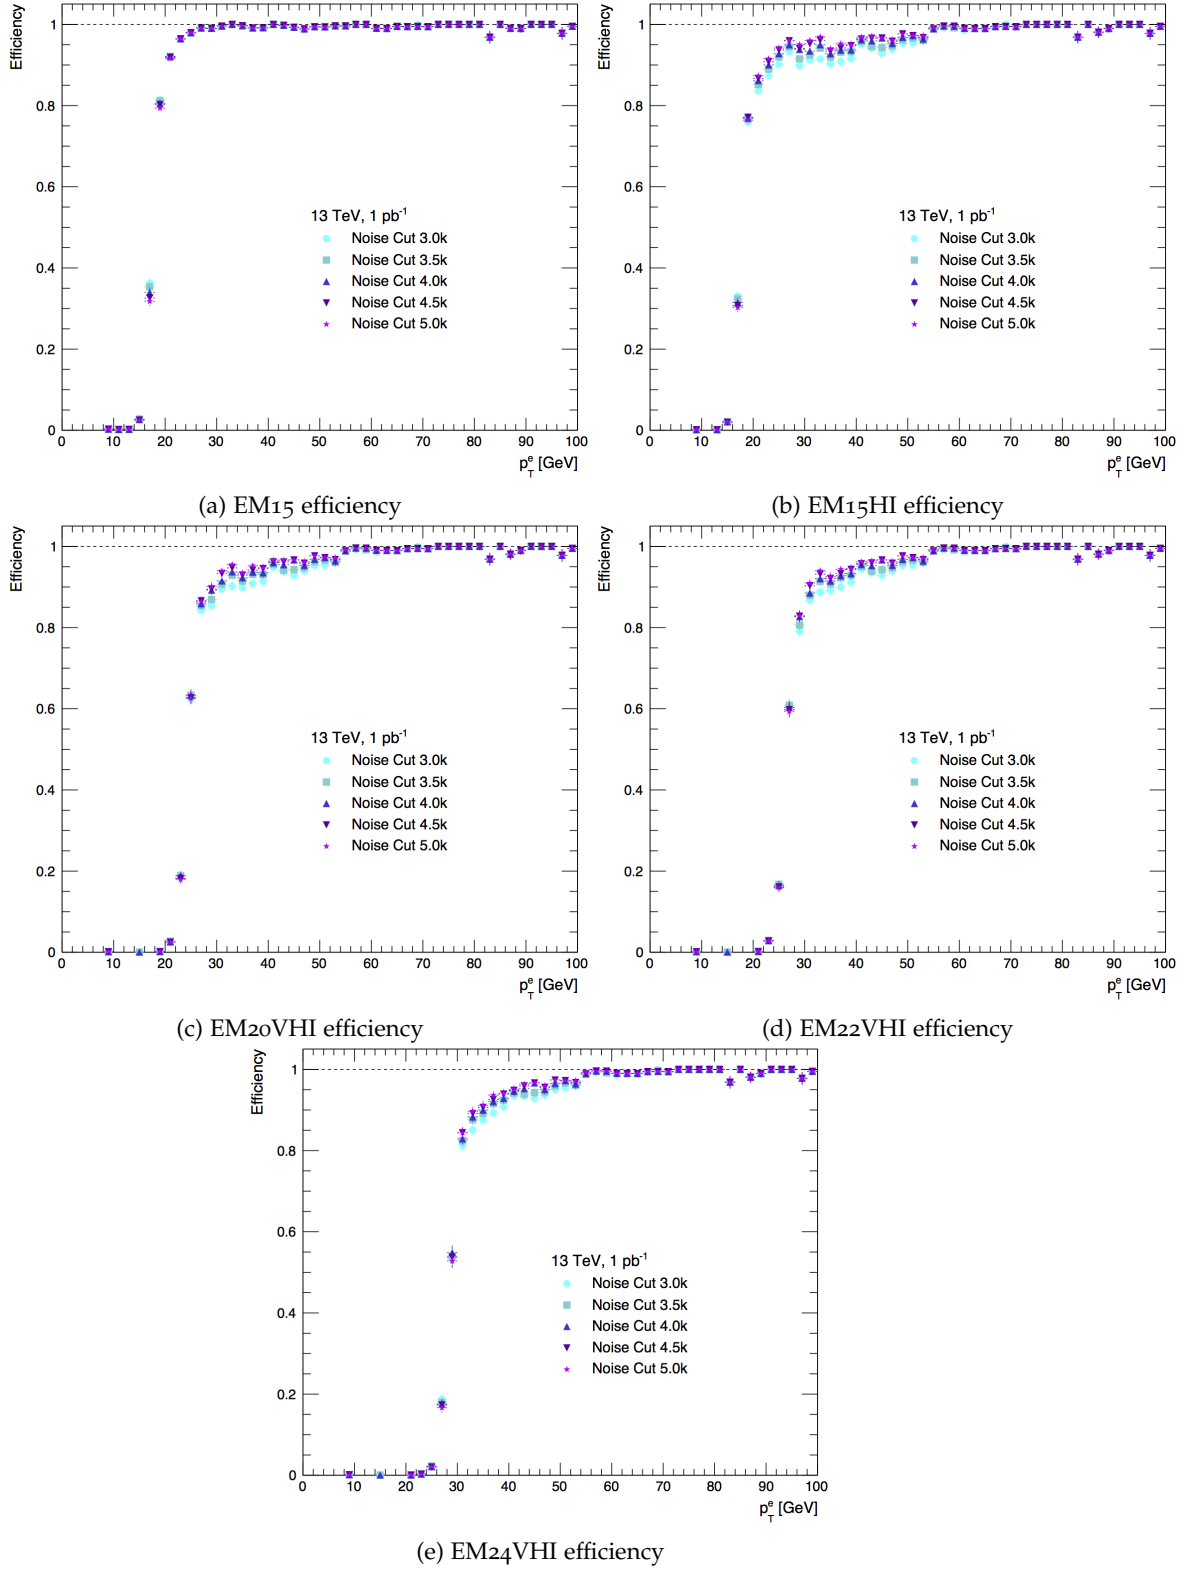 Efficiency
1
0.8
0.6
0.4
0.2
0
13 TeV, 1 pb⁻¹
Noise Cut 3.0k
Noise Cut 3.5k
Noise Cut 4.0k
Noise Cut 4.5k
Noise Cut 5.0k
0 10 20 30 40 50 60 70 80 90 100
p_T^e [GeV]
(a) EM15 efficiency
Efficiency
1
0.8
0.6
0.4
0.2
0
13 TeV, 1 pb⁻¹
Noise Cut 3.0k
Noise Cut 3.5k
Noise Cut 4.0k
Noise Cut 4.5k
Noise Cut 5.0k
0 10 20 30 40 50 60 70 80 90 100
p_T^e [GeV]
(b) EM15HI efficiency
Efficiency
1
0.8
0.6
0.4
0.2
0
13 TeV, 1 pb⁻¹
Noise Cut 3.0k
Noise Cut 3.5k
Noise Cut 4.0k
Noise Cut 4.5k
Noise Cut 5.0k
0 10 20 30 40 50 60 70 80 90 100
p_T^e [GeV]
(c) EM20VHI efficiency
Efficiency
1
0.8
0.6
0.4
0.2
0
13 TeV, 1 pb⁻¹
Noise Cut 3.0k
Noise Cut 3.5k
Noise Cut 4.0k
Noise Cut 4.5k
Noise Cut 5.0k
0 10 20 30 40 50 60 70 80 90 100
p_T^e [GeV]
(d) EM22VHI efficiency
Efficiency
1
0.8
0.6
0.4
0.2
0
13 TeV, 1 pb⁻¹
Noise Cut 3.0k
Noise Cut 3.5k
Noise Cut 4.0k
Noise Cut 4.5k
Noise Cut 5.0k
0 10 20 30 40 50 60 70 80 90 100
p_T^e [GeV]
(e) EM24VHI efficiency